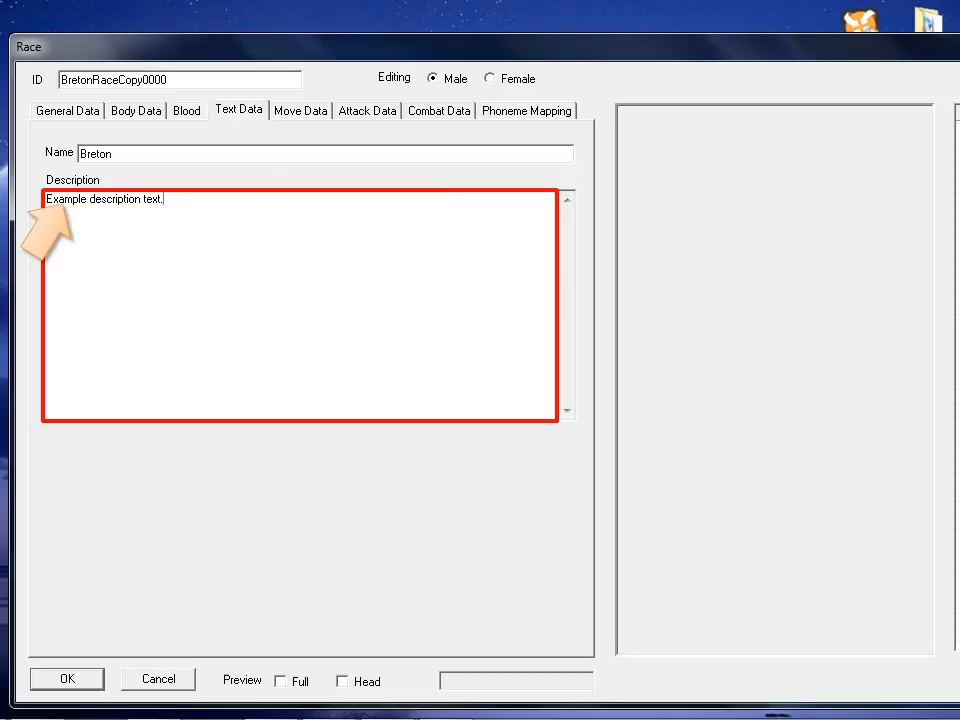 Race
ID BretonRaceCopy0000 Editing Male Female
General Data Body Data Blood Text Data Move Data Attack Data Combat Data Phoneme Mapping
Name Breton
Description
Example description text.
OK Cancel Preview Full Head